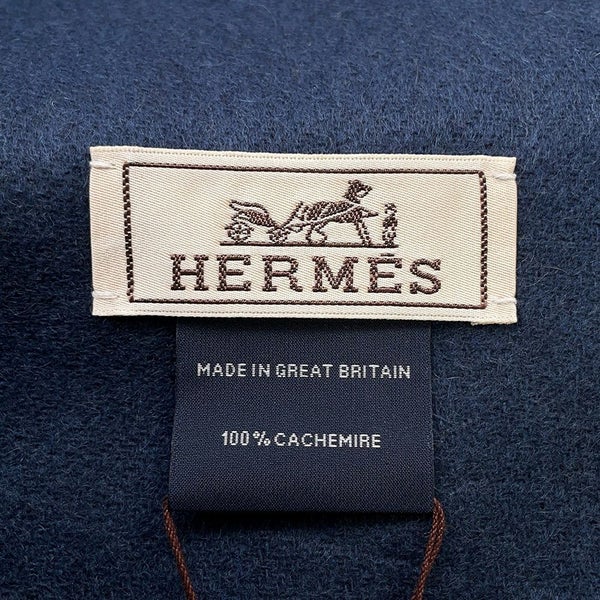 HERMÈS
MADE IN GREAT BRITAIN
100% CACHEMIRE